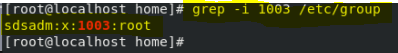 [root@localhost home]# grep -i 1003 /etc/group
sdsadm:x:1003:root
[root@localhost home]#